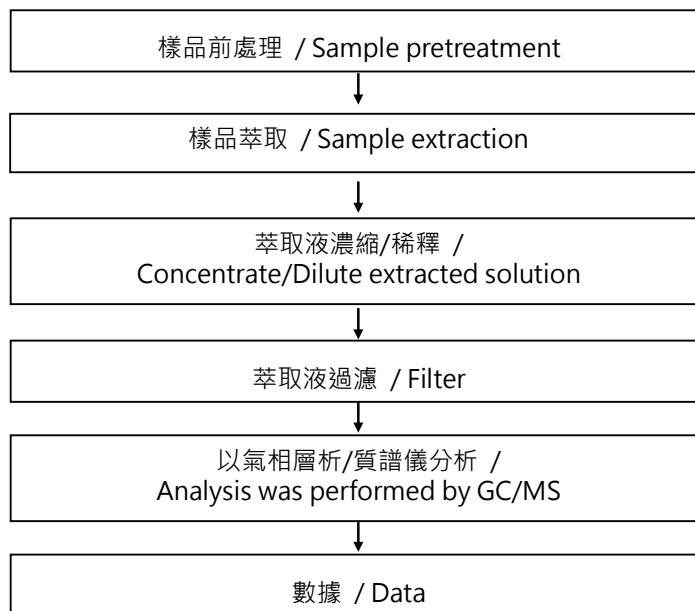 樣品前處理 / Sample pretreatment
樣品萃取 / Sample extraction
萃取液濃縮/稀釋 /
Concentrate/Dilute extracted solution
萃取液過濾 / Filter
以氣相層析/質譜儀分析 /
Analysis was performed by GC/MS
數據 / Data